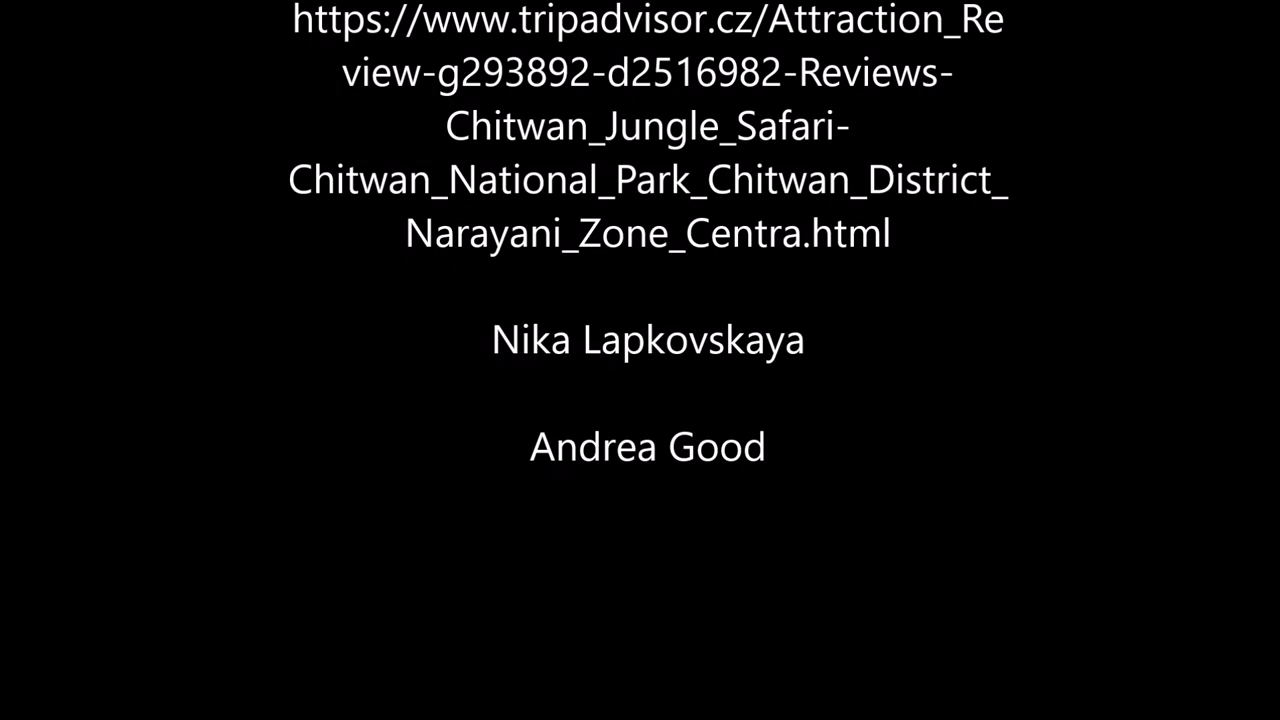 https://www.tripadvisor.cz/Attraction_Re
view-g293892-d2516982-Reviews-
Chitwan_Jungle_Safari-
Chitwan_National_Park_Chitwan_District_
Narayani_Zone_Centra.html
Nika Lapkovskaya
Andrea Good